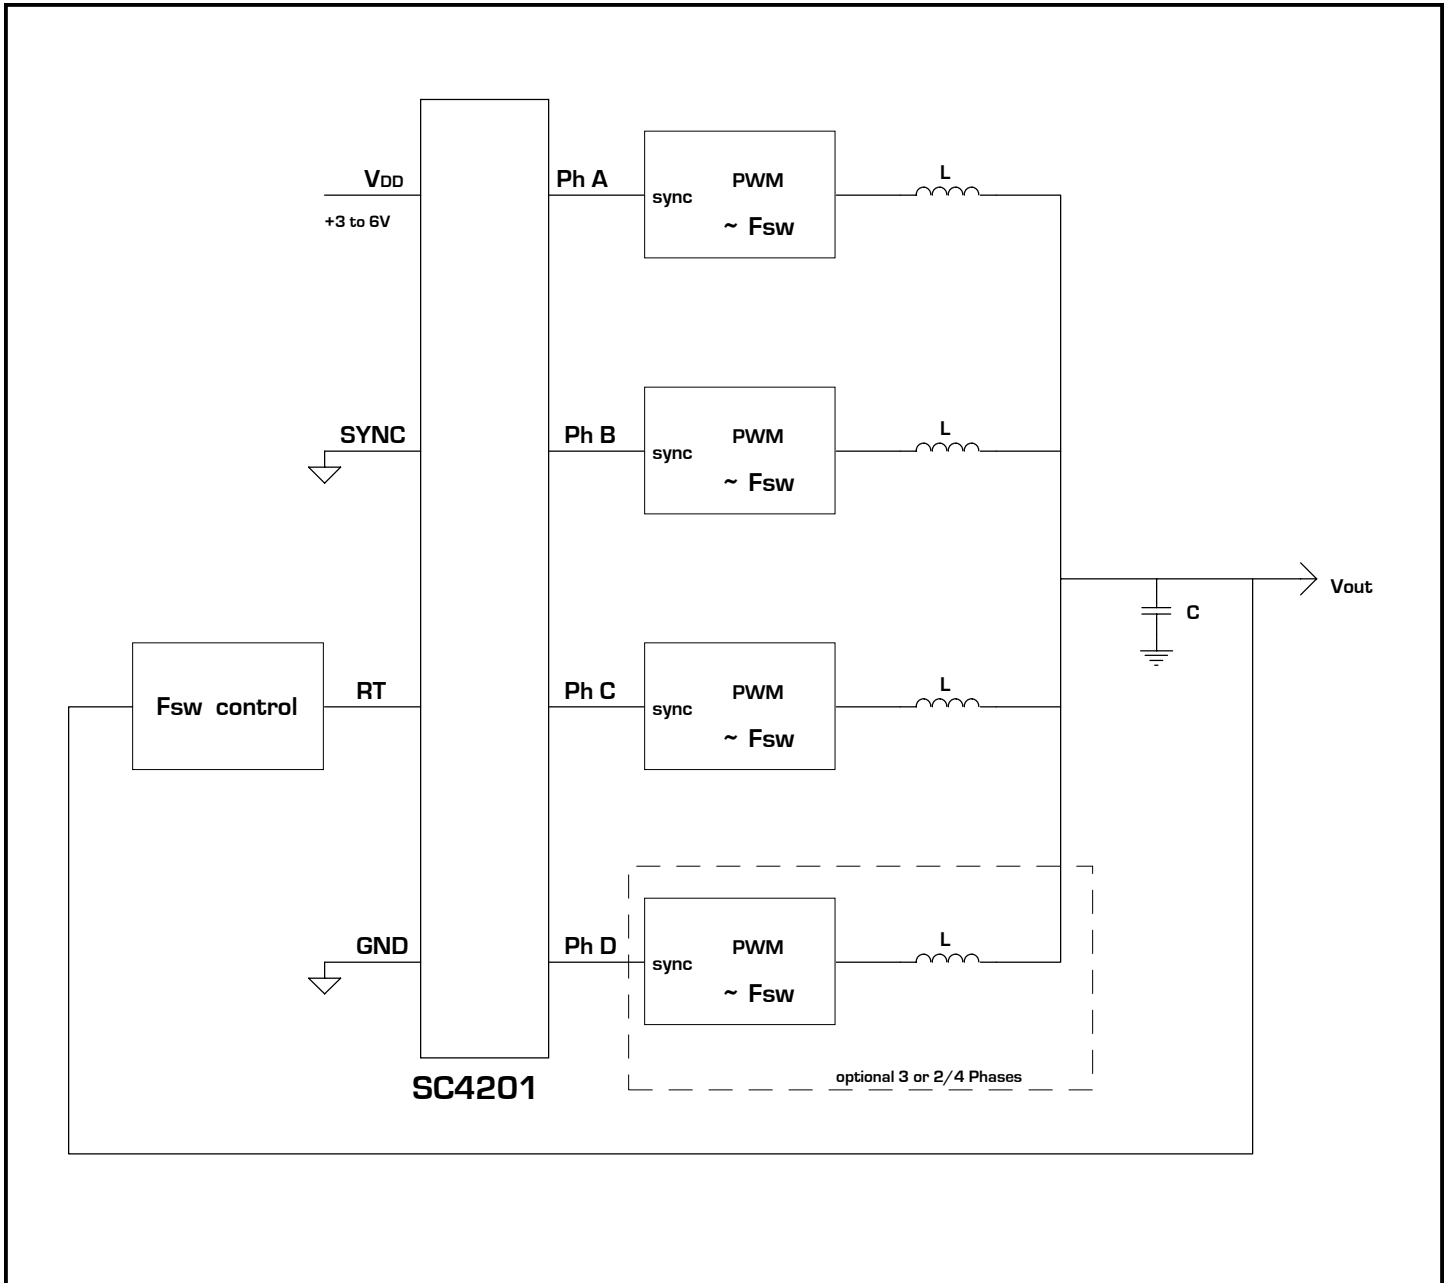 VDD
+3 to 6V
Ph A
sync
PWM
~ Fsw
L
SYNC
Ph B
sync
PWM
~ Fsw
L
Vout
C
Fsw control
RT
Ph C
sync
PWM
~ Fsw
L
GND
Ph D
sync
PWM
~ Fsw
L
optional 3 or 2/4 Phases
SC4201